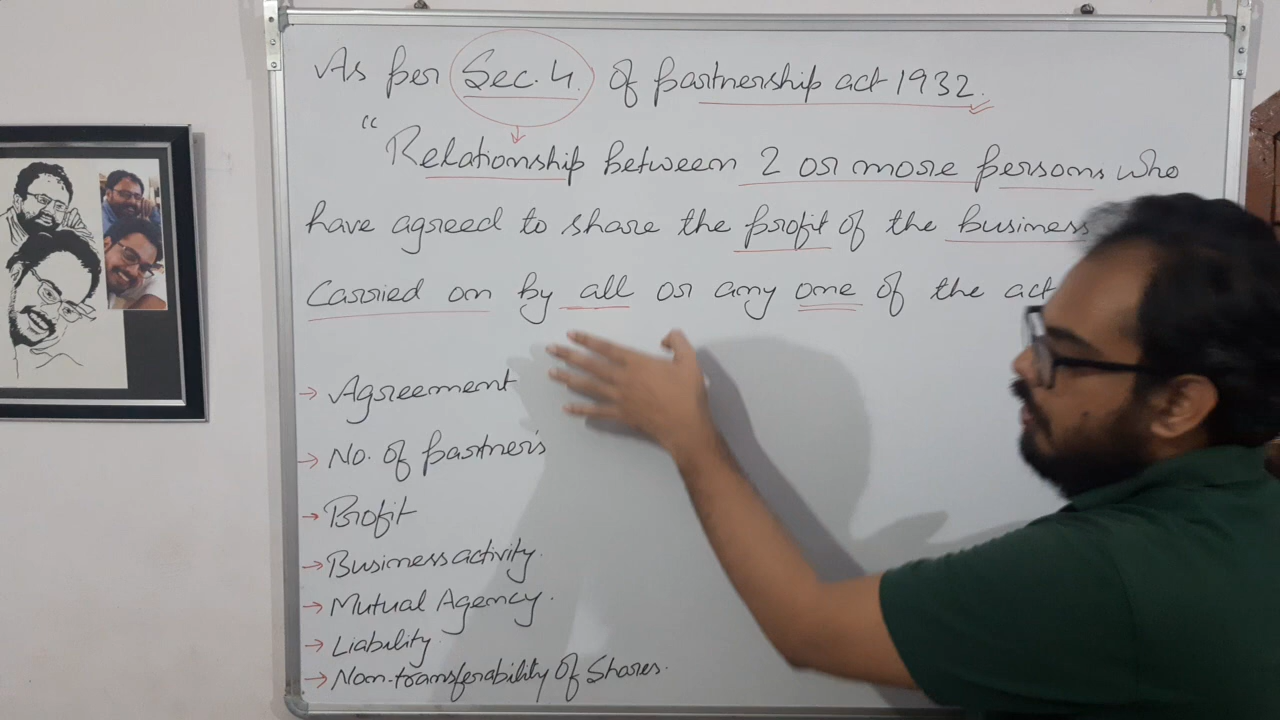 As per Sec. 4. of partnership act 1932.
"Relationship between 2 or more persons who
have agreed to share the profit of the business
Carried on by all or any one of the act
→ Agreement
→ No. of partner's
→ Profit
→ Business activity.
→ Mutual Agency.
→ Liability.
→ Non-transferability of Shares.